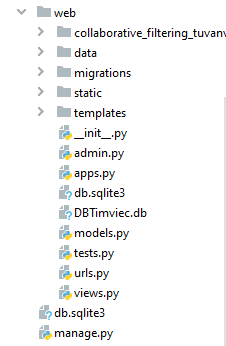 web
collaborative_filtering_tuvanv
data
migrations
static
templates
__init__.py
admin.py
apps.py
db.sqlite3
DBTimviec.db
models.py
tests.py
urls.py
views.py
db.sqlite3
manage.py